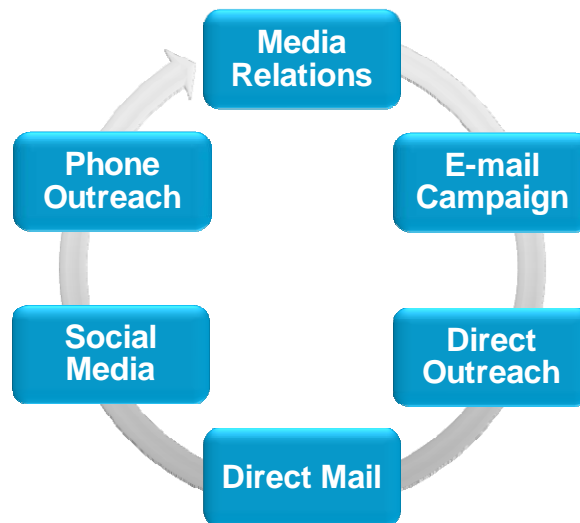 Media
Relations
E-mail
Campaign
Direct
Outreach
Direct Mail
Social
Media
Phone
Outreach